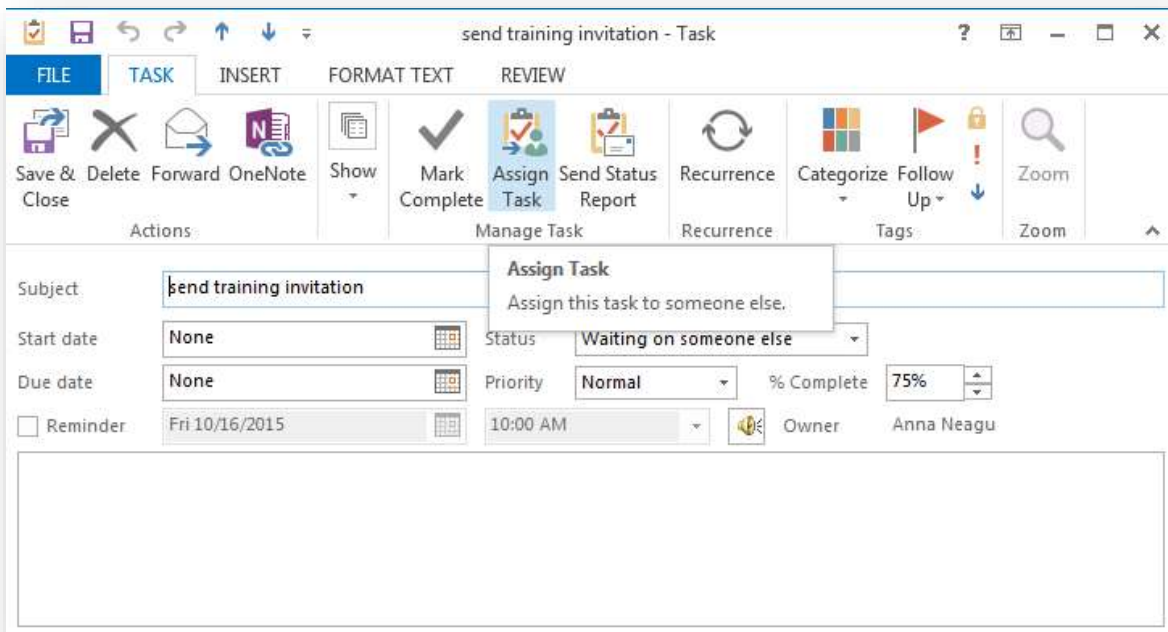 send training invitation - Task
?
FILE TASK INSERT FORMAT TEXT REVIEW
Save & Close
Delete
Forward
N
OneNote
Show
Mark Complete
Assign Task
Send Status Report
Recurrence
Categorize
Follow Up
!
Zoom
Actions Manage Task Recurrence Tags Zoom
Assign Task
Assign this task to someone else.
Subject send training invitation
Start date None Status Waiting on someone else
Due date None Priority Normal % Complete 75%
Reminder Fri 10/16/2015 10:00 AM Owner Anna Neagu